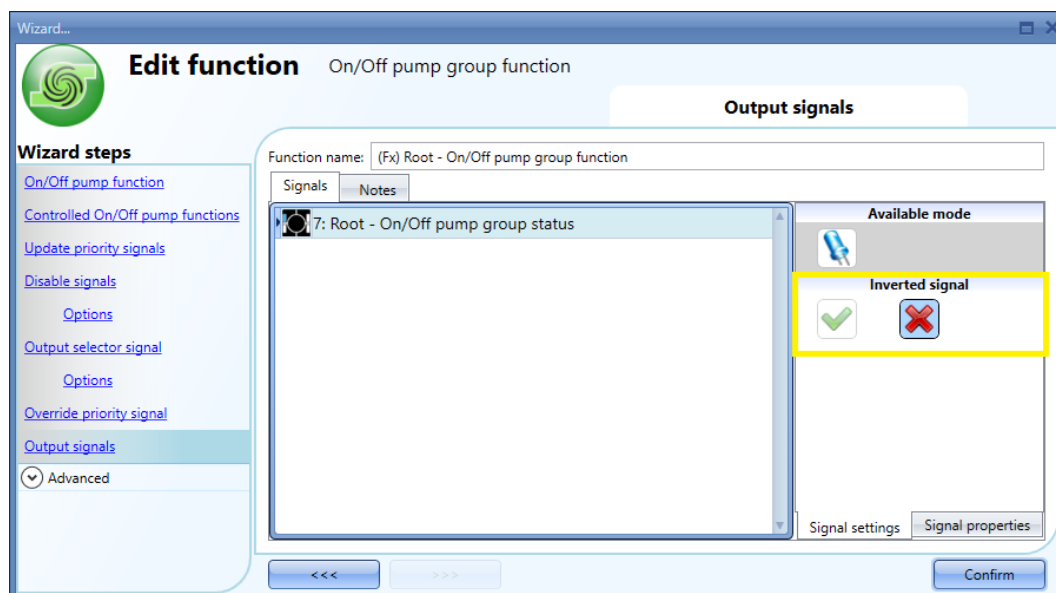 Wizard...
Edit function On/Off pump group function
Output signals
Wizard steps
On/Off pump function
Controlled On/Off pump functions
Update priority signals
Disable signals
Options
Output selector signal
Options
Override priority signal
Output signals
Advanced
Function name: (Fx) Root - On/Off pump group function
Signals Notes
7: Root - On/Off pump group status
Available mode
Inverted signal
Signal settings Signal properties
<<< >>> Confirm